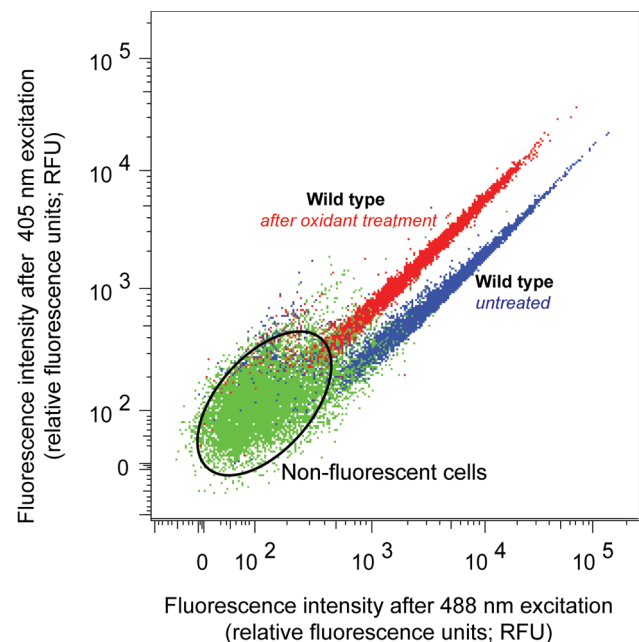 Fluorescence intensity after 405 nm excitation
(relative fluorescence units; RFU)
10 5
10 4
10 3
10 2
0
Wild type
after oxidant treatment
Wild type
untreated
Non-fluorescent cells
0 10 2 10 3 10 4 10 5
Fluorescence intensity after 488 nm excitation
(relative fluorescence units; RFU)